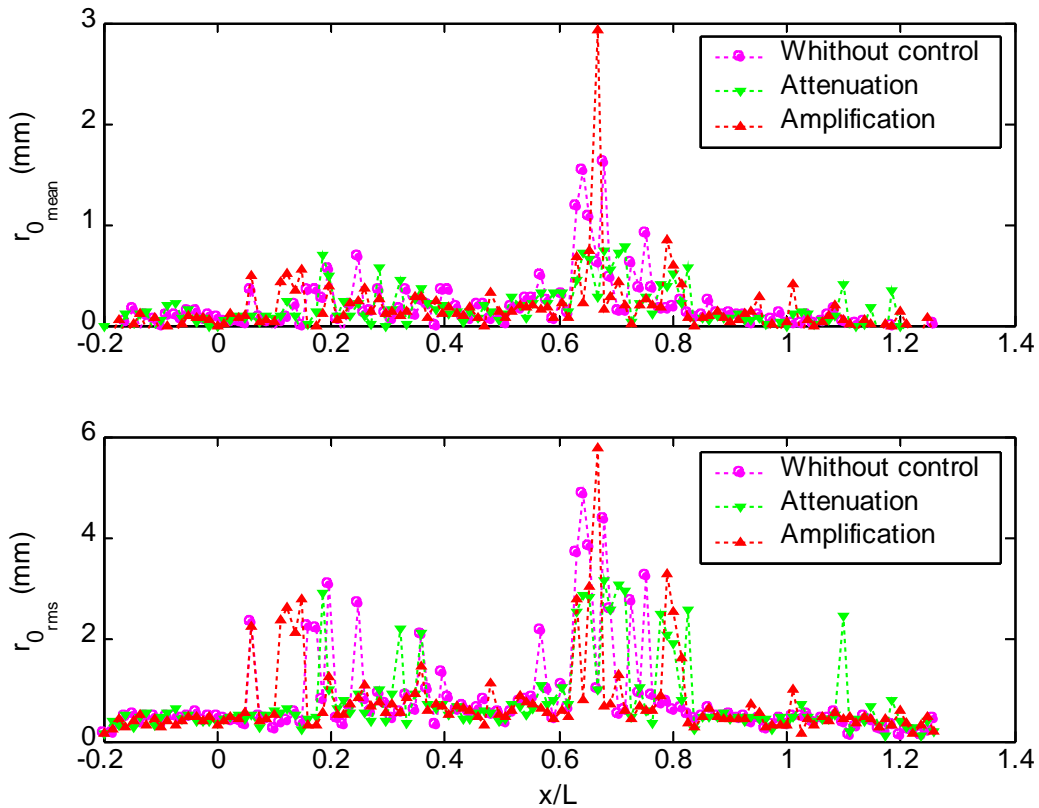 3
2
1
0
r0mean (mm)
Whithout control
Attenuation
Amplification
-0.2 0 0.2 0.4 0.6 0.8 1 1.2 1.4
6
4
2
0
r0rms (mm)
Whithout control
Attenuation
Amplification
-0.2 0 0.2 0.4 0.6 0.8 1 1.2 1.4
x/L